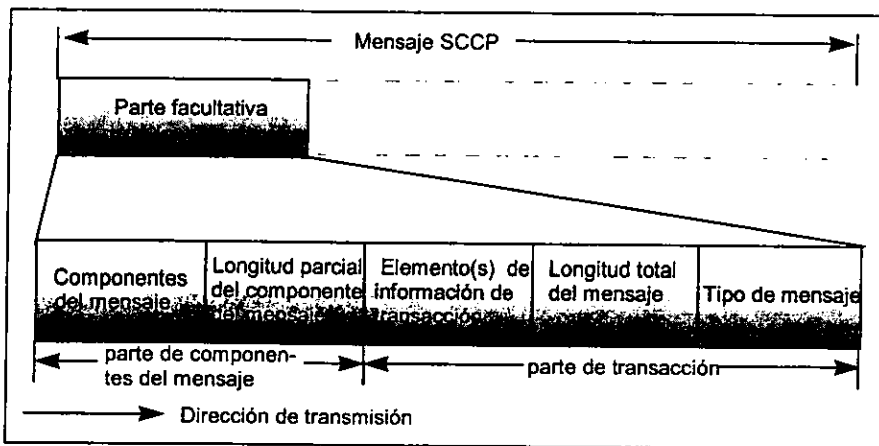 Mensaje SCCP
Parte facultativa
Componentes
del mensaje
Longitud parcial
del componente
del mensaje
Elemento(s) de
información de
transacción
Longitud total
del mensaje
Tipo de mensaje
parte de componen-
tes del mensaje
parte de transacción
Dirección de transmisión